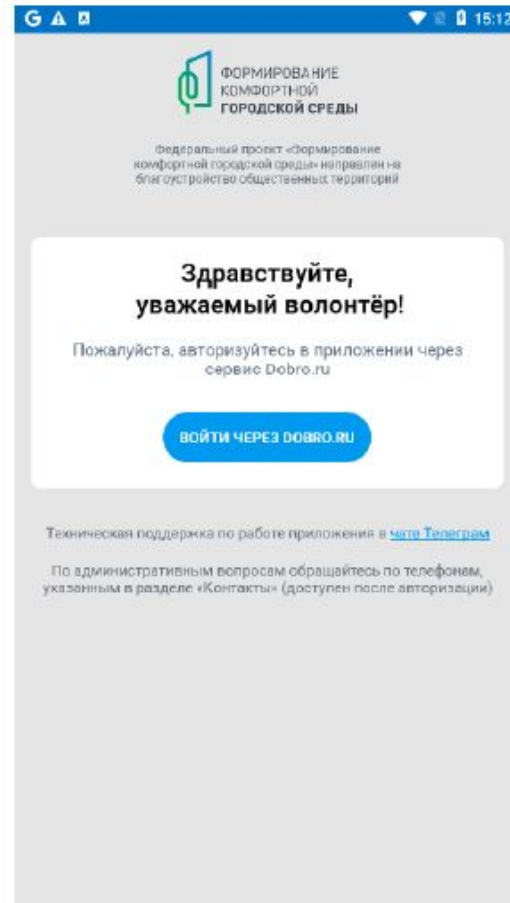 15:12
ФОРМИРОВАНИЕ
КОМФОРТНОЙ
ГОРОДСКОЙ СРЕДЫ
Федеральный проект «Формирование
комфортной городской среды» направлен на
благоустройство общественных территорий
Здравствуйте,
уважаемый волонтёр!
Пожалуйста, авторизуйтесь в приложении через
сервис Dobro.ru
ВОЙТИ ЧЕРЕЗ DOBRO.RU
Техническая поддержка по работе приложения в чате Телеграм
По административным вопросам обращайтесь по телефонам,
указанным в разделе «Контакты» (доступен после авторизации)